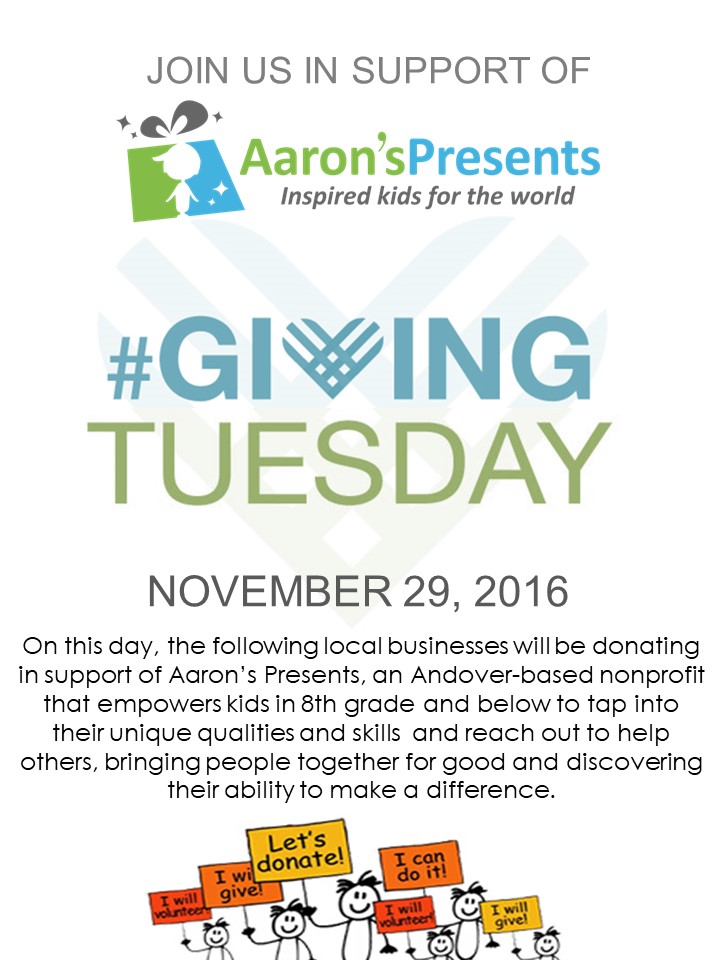 JOIN US IN SUPPORT OF
Aaron'sPresents
Inspired kids for the world
#GIVING
TUESDAY
NOVEMBER 29, 2016
On this day, the following local businesses will be donating
in support of Aaron's Presents, an Andover-based nonprofit
that empowers kids in 8th grade and below to tap into
their unique qualities and skills and reach out to help
others, bringing people together for good and discovering
their ability to make a difference.
Let's
donate!
I can
do it!
I wi
give!
I will
volunteer!
I will
volunteer!
I will
give!